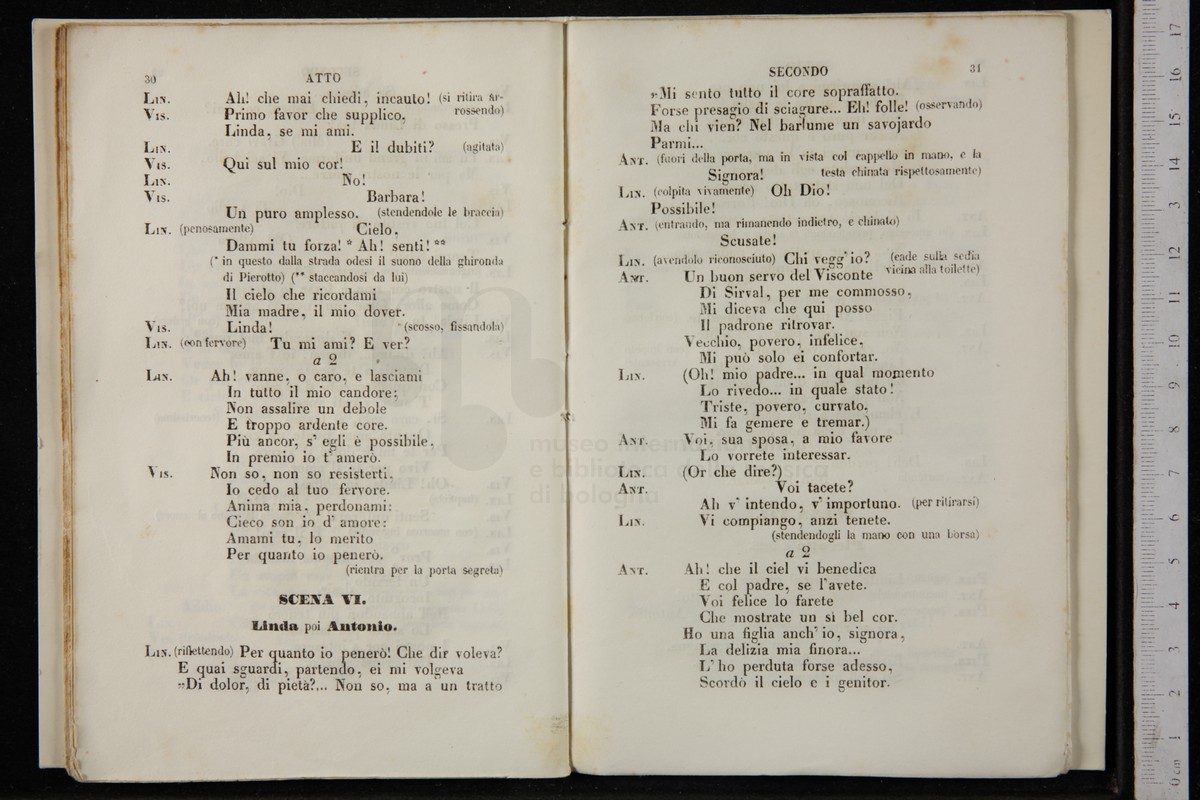 30 ATTO
LIN. Ah! che mai chiedi, incauto! (si ritira ar-
VIS. Primo favor che supplico, rossendo)
Linda, se mi ami.
LIN. E il dubiti? (agitata)
VIS. Qui sul mio cor!
LIN. No!
VIS. Barbara!
Un puro amplesso. (stendendole le braccia)
LIN. (penosamente) Cielo,
Dammi tu forza! * Ah! senti! **
(* in questo dalla strada odesi il suono della ghironda
di Pierotto) (** staccandosi da lui)
Il cielo che ricordami
Mia madre, il mio dover.
VIS. Linda! (scosso, fissandola)
LIN. (con fervore) Tu mi ami? E ver?
a 2
LIN. Ah! vanne, o caro, e lasciami
In tutto il mio candore;
Non assalire un debole
E troppo ardente core.
Più ancor, s' egli è possibile,
In premio io t' amerò.
VIS. Non so, non so resisterti.
Io cedo al tuo fervore.
Anima mia, perdonami:
Cieco son io d' amore:
Amami tu, lo merito
Per quanto io penerò.
(rientra per la porta segreta)
SCENA VI.
Linda poi Antonio.
LIN. (riflettendo) Per quanto io penerò! Che dir voleva?
E quai sguardi, partendo, ei mi volgeva
»Di dolor, di pietà?... Non so, ma a un tratto
SECONDO 31
»Mi sento tutto il core sopraffatto.
Forse presagio di sciagure... Eh! folle! (osservando)
Ma chi vien? Nel barlume un savojardo
Parmi...
ANT. (fuori della porta, ma in vista col cappello in mano, e la
Signora! testa chinata rispettosamente)
LIN. (colpita vivamente) Oh Dio!
Possibile!
ANT. (entrando, ma rimanendo indietro, e chinato)
Scusate!
LIN. (avendolo riconosciuto) Chi vegg' io? (cade sulla sedia
ANT. Un buon servo del Visconte vicina alla toilette)
Di Sirval, per me commosso,
Mi diceva che qui posso
Il padrone ritrovar.
Vecchio, povero, infelice,
Mi può solo ei confortar.
LIN. (Oh! mio padre... in qual momento
Lo rivedo... in quale stato!
Triste, povero, curvato,
Mi fa gemere e tremar.)
ANT. Voi, sua sposa, a mio favore
Lo vorrete interessar.
LIN. (Or che dire?)
ANT. Voi tacete?
Ah v' intendo, v' importuno. (per ritirarsi)
LIN. Vi compiango, anzi tenete.
(stendendogli la mano con una borsa)
a 2
ANT. Ah! che il ciel vi benedica
E col padre, se l'avete.
Voi felice lo farete
Che mostrate un sì bel cor.
Ho una figlia anch' io, signora,
La delizia mia finora...
L' ho perduta forse adesso,
Scordò il cielo e i genitor.